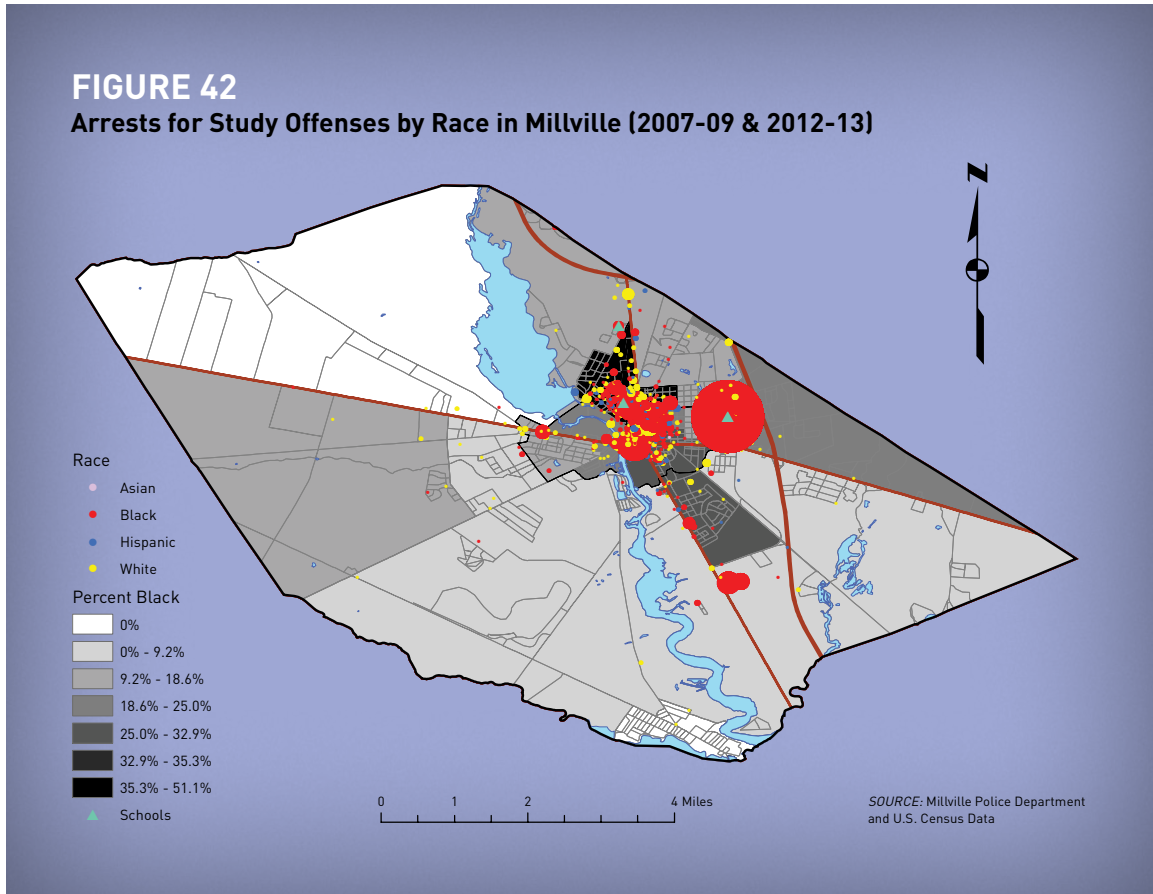 FIGURE 42
Arrests for Study Offenses by Race in Millville (2007-09 & 2012-13)
N
Race
Asian
Black
Hispanic
White
Percent Black
0%
0% - 9.2%
9.2% - 18.6%
18.6% - 25.0%
25.0% - 32.9%
32.9% - 35.3%
35.3% - 51.1%
Schools
0 1 2 4 Miles
SOURCE: Millville Police Department
and U.S. Census Data